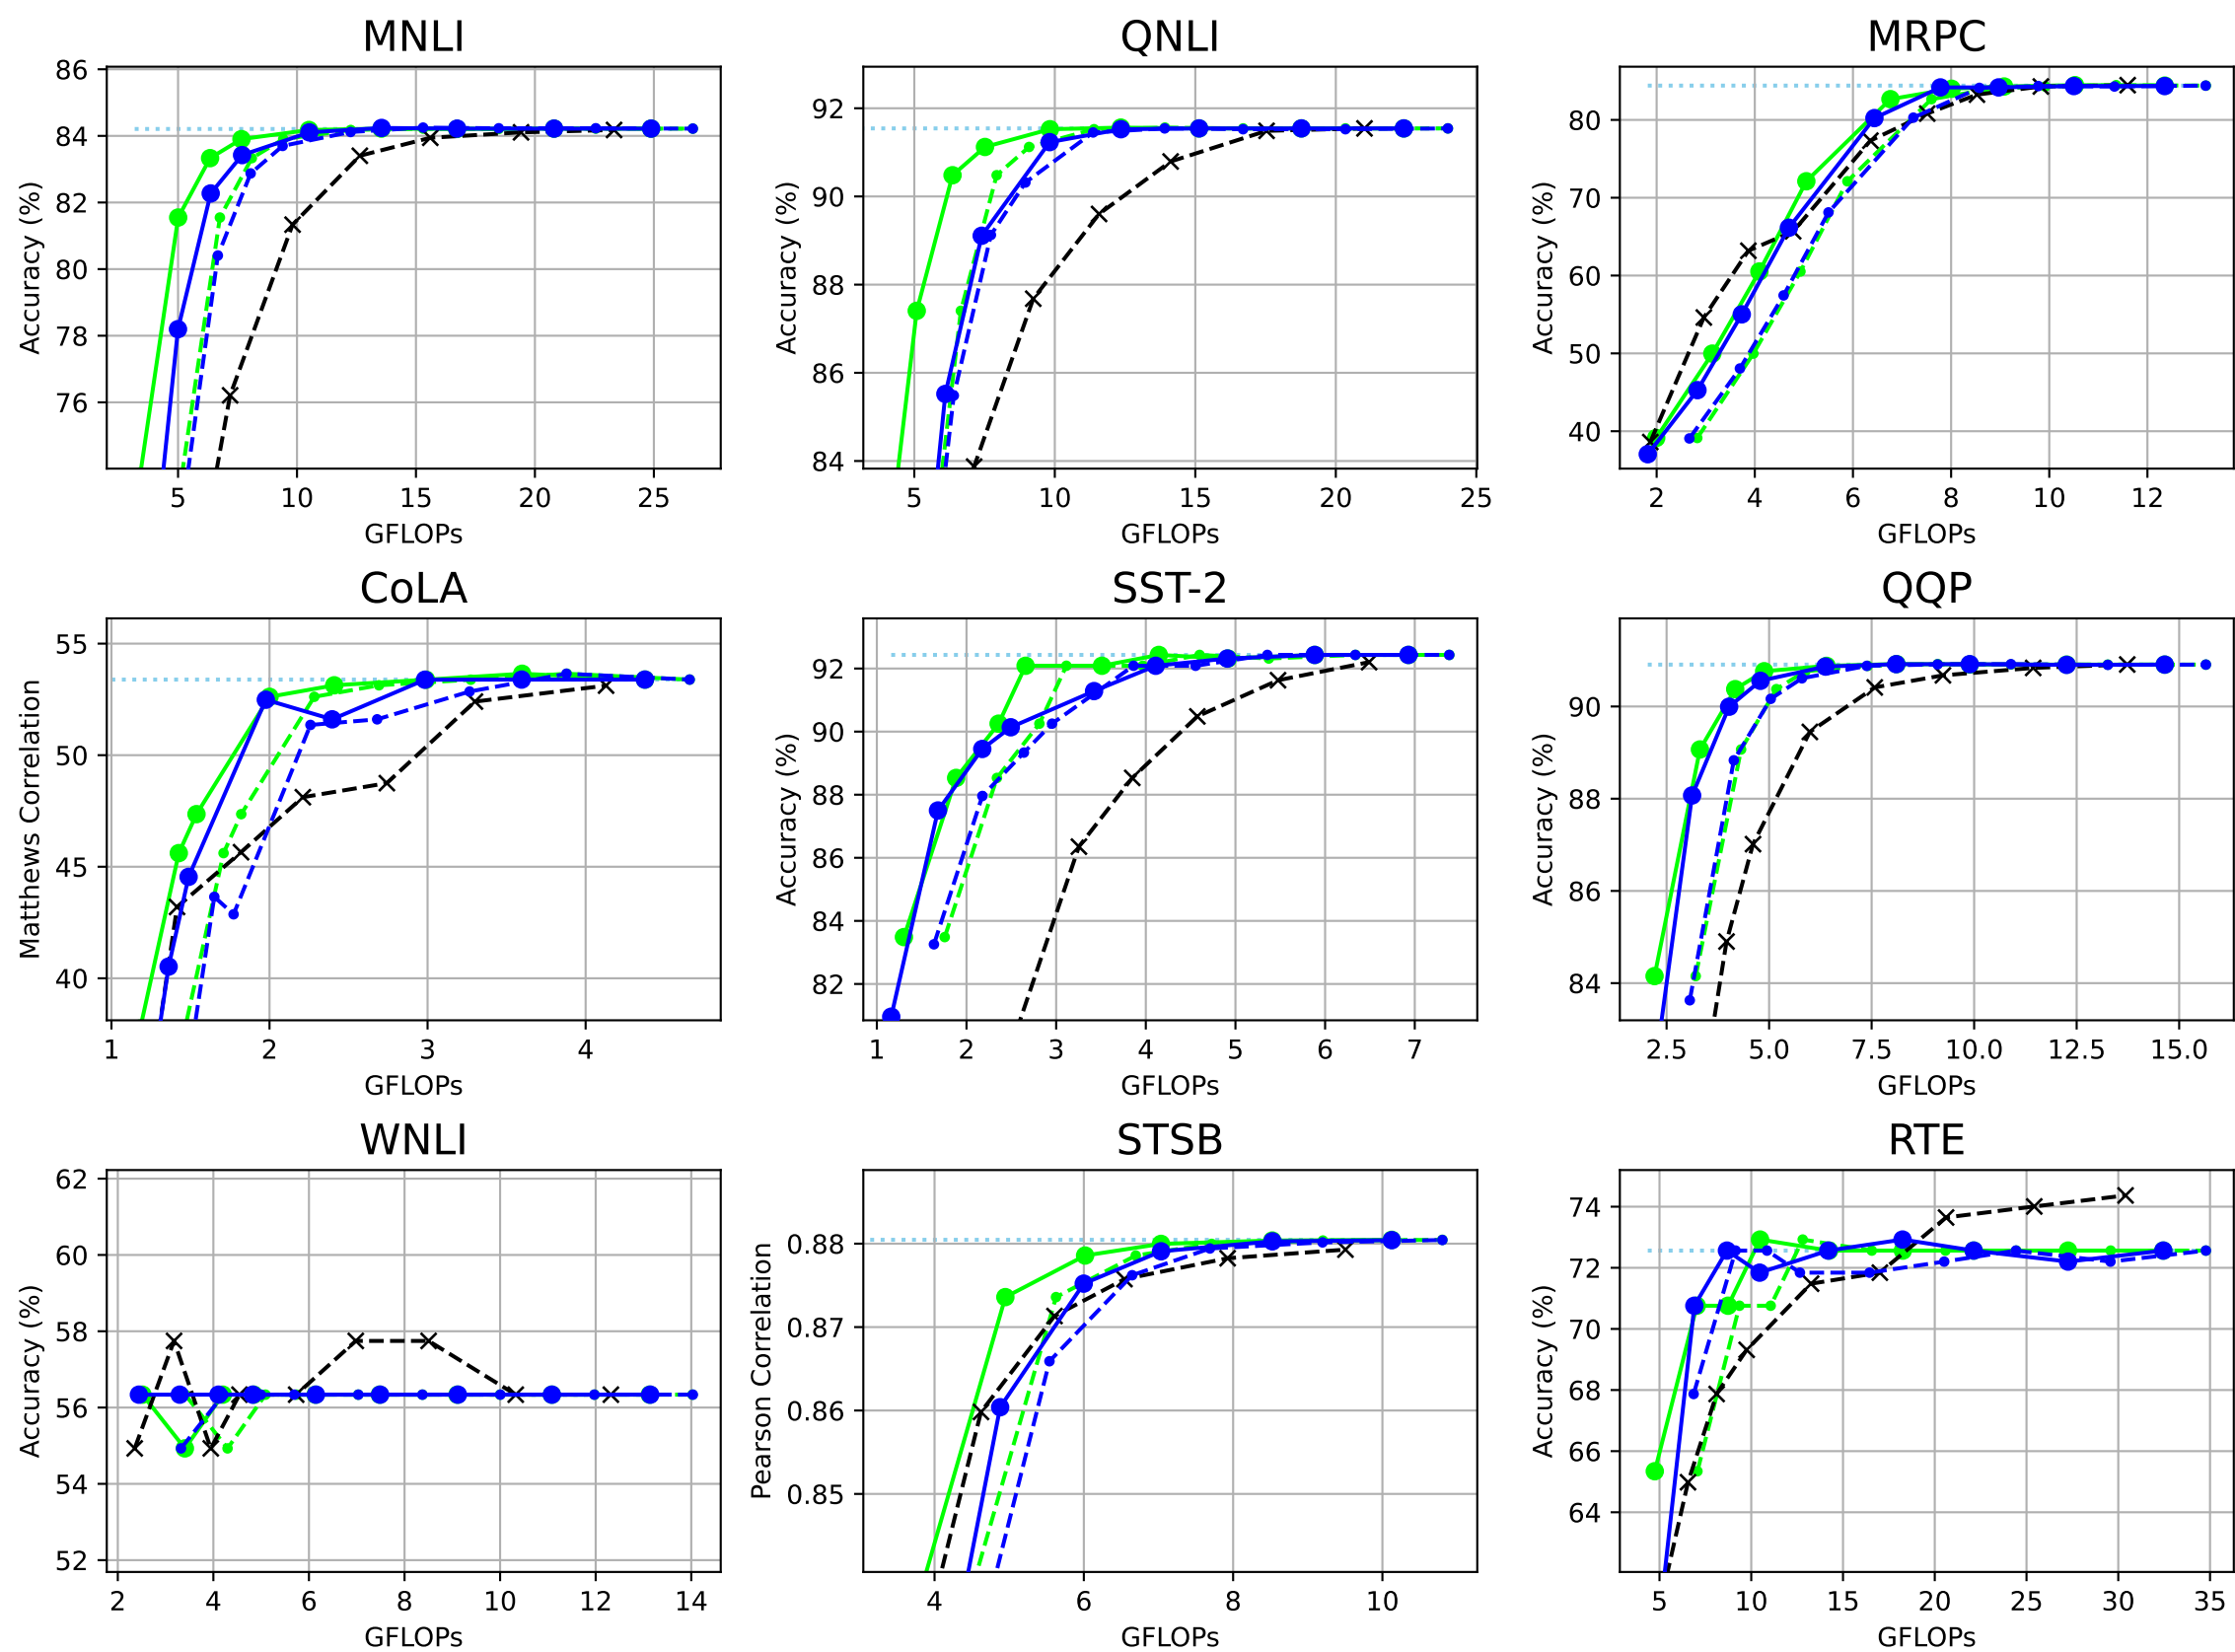 MNLI
QNLI
MRPC
86
84
82
80
78
76
Accuracy (%)
5 10 15 20 25
GFLOPs
92
90
88
86
84
Accuracy (%)
5 10 15 20 25
GFLOPs
80
70
60
50
40
Accuracy (%)
2 4 6 8 10 12
GFLOPs
CoLA
SST-2
QQP
55
50
45
40
Matthews Correlation
1 2 3 4
GFLOPs
92
90
88
86
84
82
Accuracy (%)
1 2 3 4 5 6 7
GFLOPs
90
88
86
84
Accuracy (%)
2.5 5.0 7.5 10.0 12.5 15.0
GFLOPs
WNLI
STSB
RTE
62
60
58
56
54
52
Accuracy (%)
2 4 6 8 10 12 14
GFLOPs
0.88
0.87
0.86
0.85
Pearson Correlation
4 6 8 10
GFLOPs
74
72
70
68
66
64
Accuracy (%)
5 10 15 20 25 30 35
GFLOPs